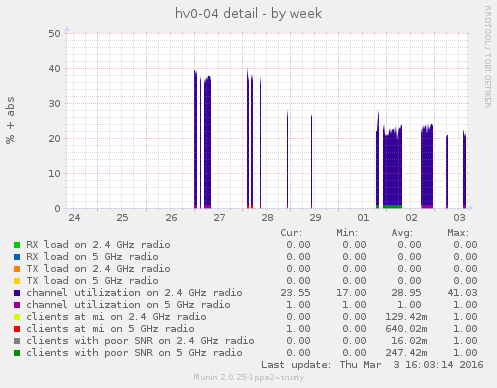 hv0-04 detail - by week
RRDTOOL / TOBI OETIKER
% + abs
50
40
30
20
10
0
24 25 26 27 28 29 01 02 03
Cur: Min: Avg: Max:
RX load on 2.4 GHz radio 0.00 0.00 0.00 0.00
RX load on 5 GHz radio 0.00 0.00 0.00 0.00
TX load on 2.4 GHz radio 0.00 0.00 0.00 0.00
TX load on 5 GHz radio 0.00 0.00 0.00 0.00
channel utilization on 2.4 GHz radio 23.55 17.00 28.95 41.03
channel utilization on 5 GHz radio 1.00 1.00 1.00 1.00
clients at mi on 2.4 GHz radio 0.00 0.00 129.42m 1.00
clients at mi on 5 GHz radio 1.00 0.00 640.02m 1.00
clients with poor SNR on 2.4 GHz radio 0.00 0.00 16.02m 1.00
clients with poor SNR on 5 GHz radio 0.00 0.00 247.42m 1.00
Last update: Thu Mar 3 16:03:14 2016
Munin 2.0.25-1ppa2~trusty